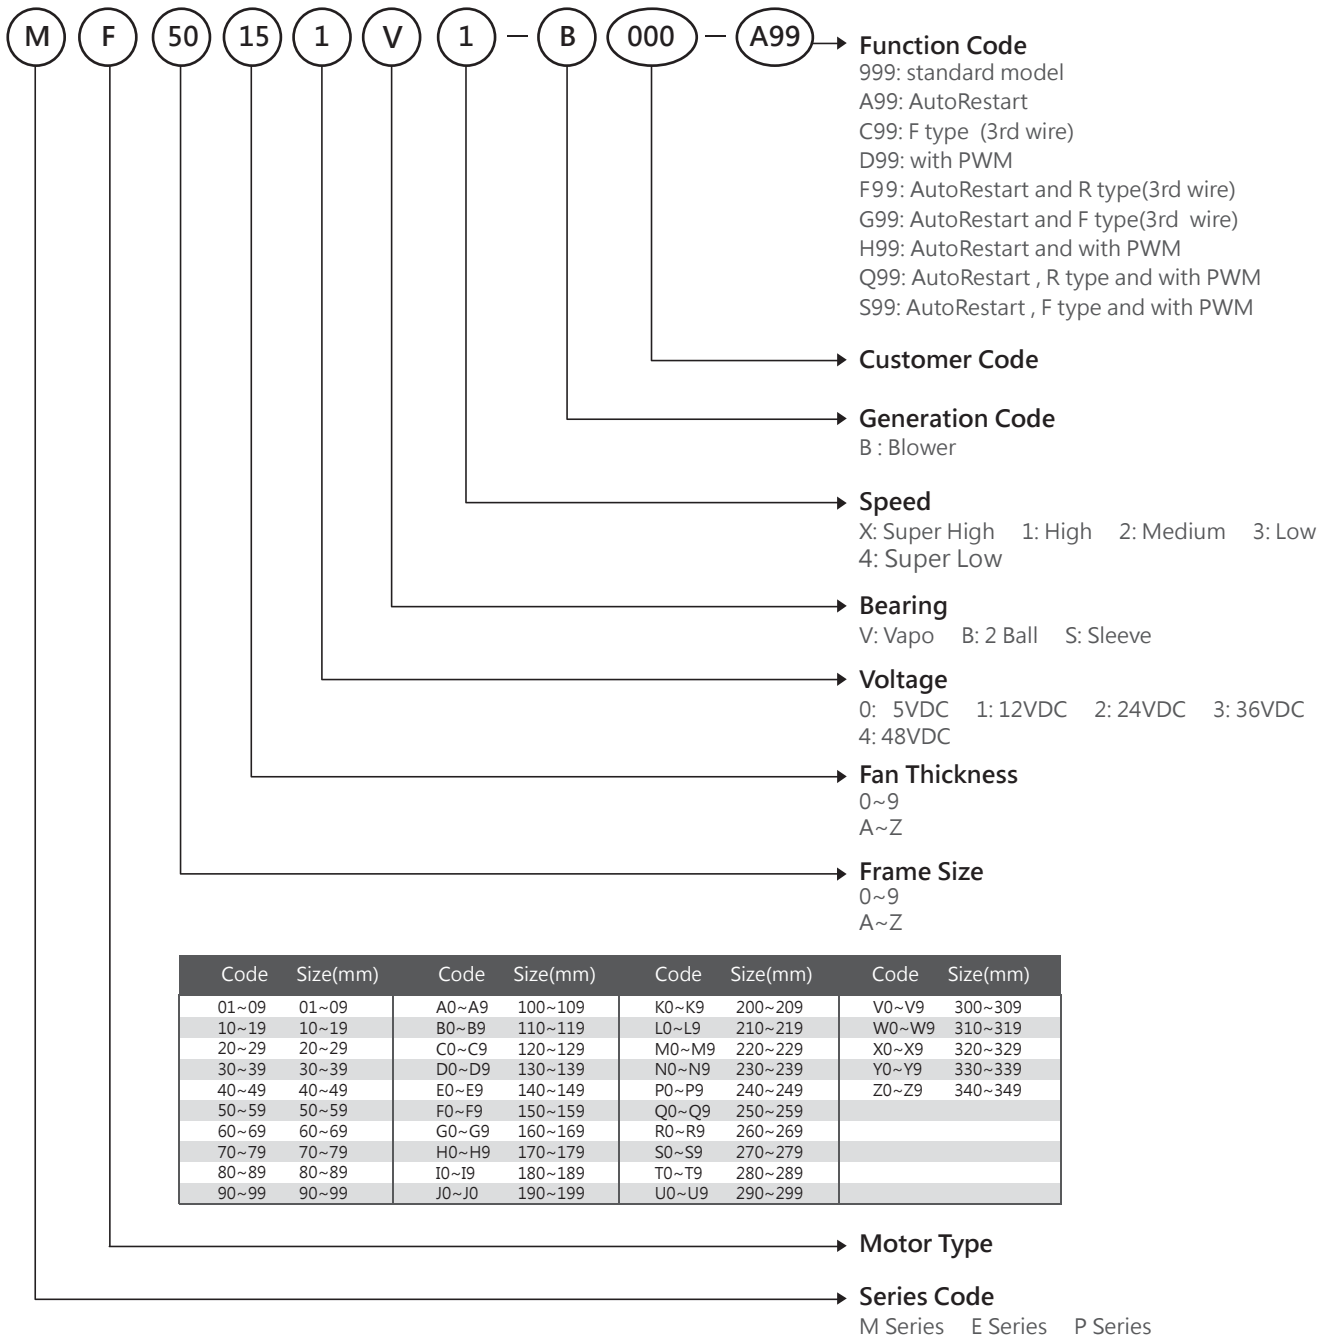 M F 50 15 1 V 1 – B 000 – A99
Function Code
999: standard model
A99: AutoRestart
C99: F type (3rd wire)
D99: with PWM
F99: AutoRestart and R type(3rd wire)
G99: AutoRestart and F type(3rd wire)
H99: AutoRestart and with PWM
Q99: AutoRestart , R type and with PWM
S99: AutoRestart , F type and with PWM
Customer Code
Generation Code
B : Blower
Speed
X: Super High 1: High 2: Medium 3: Low
4: Super Low
Bearing
V: Vapo B: 2 Ball S: Sleeve
Voltage
0: 5VDC 1: 12VDC 2: 24VDC 3: 36VDC
4: 48VDC
Fan Thickness
0~9
A~Z
Frame Size
0~9
A~Z
Code Size(mm) Code Size(mm) Code Size(mm) Code Size(mm)
01~09 01~09 A0~A9 100~109 K0~K9 200~209 V0~V9 300~309
10~19 10~19 B0~B9 110~119 L0~L9 210~219 W0~W9 310~319
20~29 20~29 C0~C9 120~129 M0~M9 220~229 X0~X9 320~329
30~39 30~39 D0~D9 130~139 N0~N9 230~239 Y0~Y9 330~339
40~49 40~49 E0~E9 140~149 P0~P9 240~249 Z0~Z9 340~349
50~59 50~59 F0~F9 150~159 Q0~Q9 250~259
60~69 60~69 G0~G9 160~169 R0~R9 260~269
70~79 70~79 H0~H9 170~179 S0~S9 270~279
80~89 80~89 I0~I9 180~189 T0~T9 280~289
90~99 90~99 J0~J0 190~199 U0~U9 290~299
Motor Type
Series Code
M Series E Series P Series